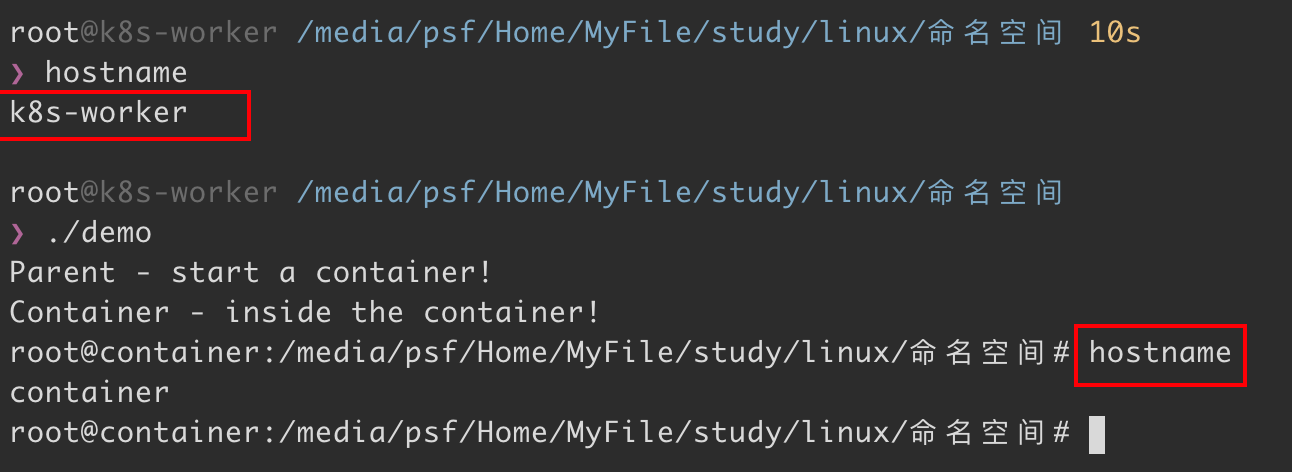 root@k8s-worker /media/psf/Home/MyFile/study/linux/命名空间 10s
❯ hostname
k8s-worker
root@k8s-worker /media/psf/Home/MyFile/study/linux/命名空间
❯ ./demo
Parent - start a container!
Container - inside the container!
root@container:/media/psf/Home/MyFile/study/linux/命名空间# hostname
container
root@container:/media/psf/Home/MyFile/study/linux/命名空间#